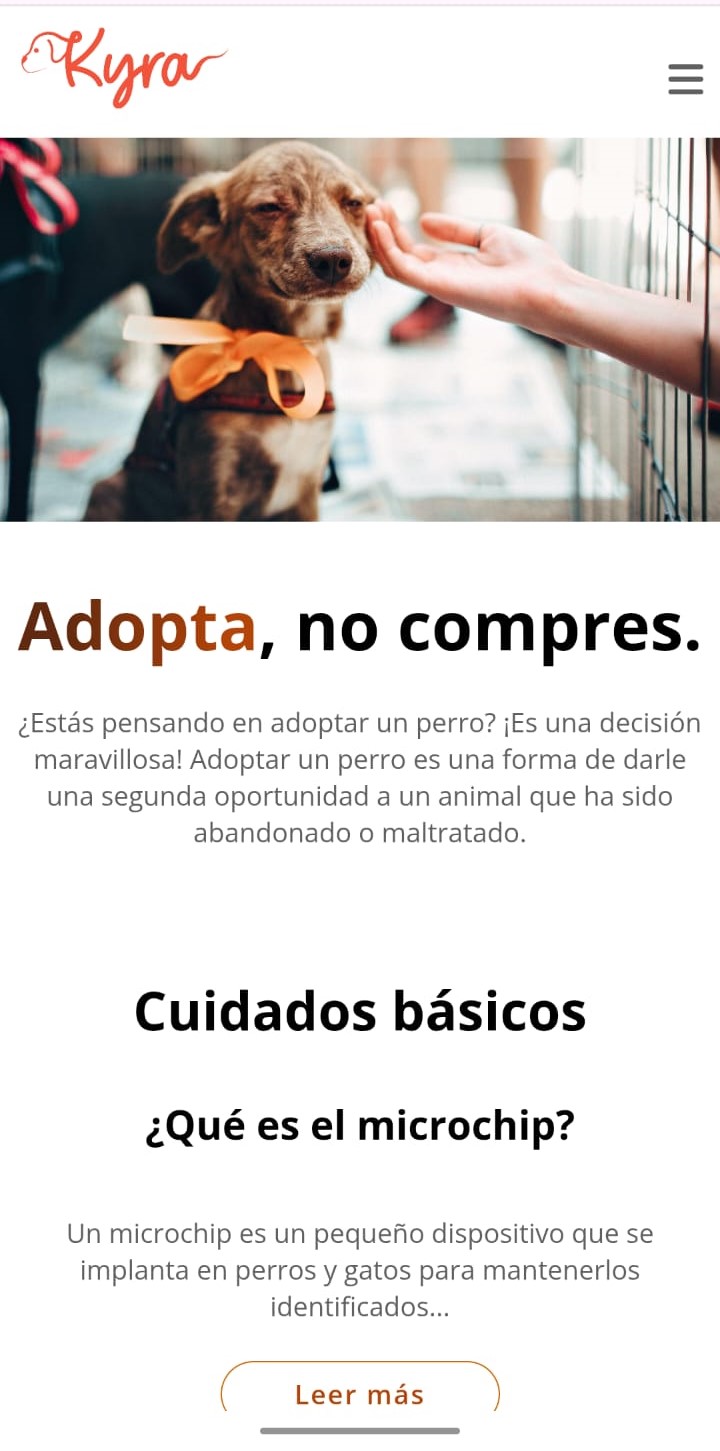 Kyra
Adopta, no compres.
¿Estás pensando en adoptar un perro? ¡Es una decisión
maravillosa! Adoptar un perro es una forma de darle
una segunda oportunidad a un animal que ha sido
abandonado o maltratado.
Cuidados básicos
¿Qué es el microchip?
Un microchip es un pequeño dispositivo que se
implanta en perros y gatos para mantenerlos
identificados...
Leer más